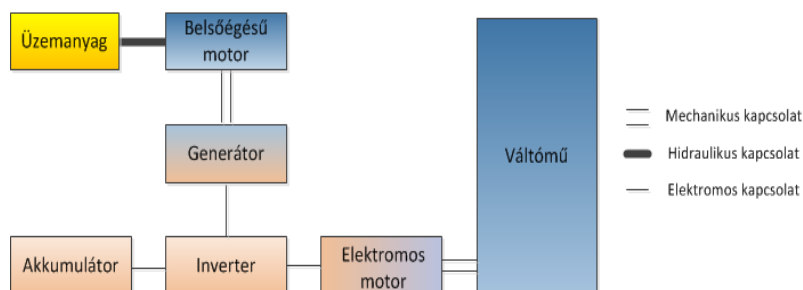 Üzemanyag
Belsőégésű
motor
Generátor
Váltómű
Akkumulátor
Inverter
Elektromos
motor
Mechanikus kapcsolat
Hidraulikus kapcsolat
Elektromos kapcsolat